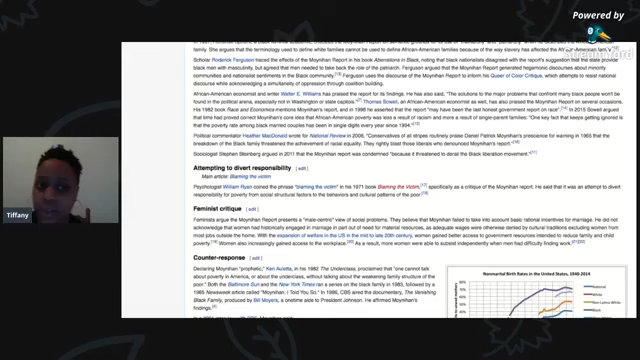 Powered by
StreamYard
family. She argues that the terminology used to define white families cannot be used to define African-American families because of the way slavery has affected the African-American family.
Scholar Roderick Ferguson traced the effects of the Moynihan Report in his book Aberrations in Black, noting that black nationalists disagreed with the report's suggestion that the state provide
black men with masculinity, but agreed that men needed to take back the role of the patriarch. Ferguson argued that the Moynihan Report generated hegemonic discourses about minority
communities and nationalist sentiments in the Black community. Ferguson uses the discourse of the Moynihan Report to inform his Queer of Color Critique, which attempts to resist national
discourse while acknowledging a simultaneity of oppression through coalition building.
African-American economist and writer Walter E. Williams has praised the report for its findings. He has also said, "The solutions to the major problems that confront many black people won't
be found in the political arena, especially not in Washington or state capitols." Thomas Sowell, an African-American economist as well, has also praised the Moynihan Report on several occasions.
His 1982 book Race and Economics mentions Moynihan's report, and in 1998 he asserted that the report "may have been the last honest government report on race." In 2015 Sowell argued
that time had proved correct Moynihan's core idea that African-American poverty was less a result of racism and more a result of single-parent families: "One key fact that keeps getting ignored is
that the poverty rate among black married couples has been in single digits every year since 1994."
Political commentator Heather MacDonald wrote for National Review in 2008, "Conservatives of all stripes routinely praise Daniel Patrick Moynihan's prescience for warning in 1965 that the
breakdown of the Black family threatened the achievement of racial equality. They rightly blast those liberals who denounced Moynihan's report."
Sociologist Stephen Steinberg argued in 2011 that the Moynihan report was condemned "because it threatened to derail the Black liberation movement."
Attempting to divert responsibility [ edit ]
Main article: Blaming the victim
Psychologist William Ryan coined the phrase "blaming the victim" in his 1971 book Blaming the Victim, specifically as a critique of the Moynihan report. He said that it was an attempt to divert
responsibility for poverty from social structural factors to the behaviors and cultural patterns of the poor.
Feminist critique [ edit ]
Feminists argue the Moynihan Report presents a "male-centric" view of social problems. They believe that Moynihan failed to take into account basic rational incentives for marriage. He did not
acknowledge that women had historically engaged in marriage in part out of need for material resources, as adequate wages were otherwise denied by cultural traditions excluding women from
most jobs outside the home. With the expansion of welfare in the US in the mid to late 20th century, women gained better access to government resources intended to reduce family and child
poverty. Women also increasingly gained access to the workplace. As a result, more women were able to subsist independently when men had difficulty finding work.
Counter-response [ edit ]
Declaring Moynihan "prophetic," Ken Auletta, in his 1982 The Underclass, proclaimed that "one cannot talk
about poverty in America, or about the underclass, without talking about the weakening family structure of the
poor." Both the Baltimore Sun and the New York Times ran a series on the black family in 1983, followed by a
1985 Newsweek article called "Moynihan: I Told You So." In 1986, CBS aired the documentary, The Vanishing
Black Family, produced by Bill Moyers, a onetime aide to President Johnson. He affirmed Moynihan's
findings.
Nonmarital Birth Rates in the United States, 1940-2014
Tiffany